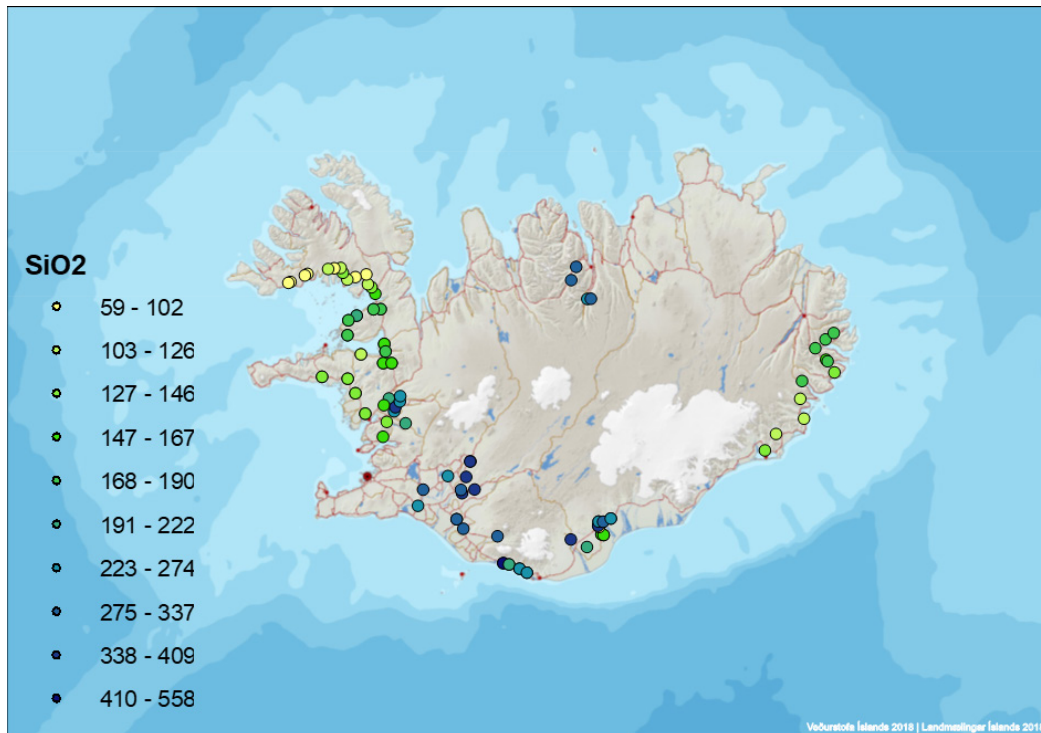 SiO2
59 - 102
103 - 126
127 - 146
147 - 167
168 - 190
191 - 222
223 - 274
275 - 337
338 - 409
410 - 558
Veðurstofa Íslands 2018 | Landmælingar Íslands 2018